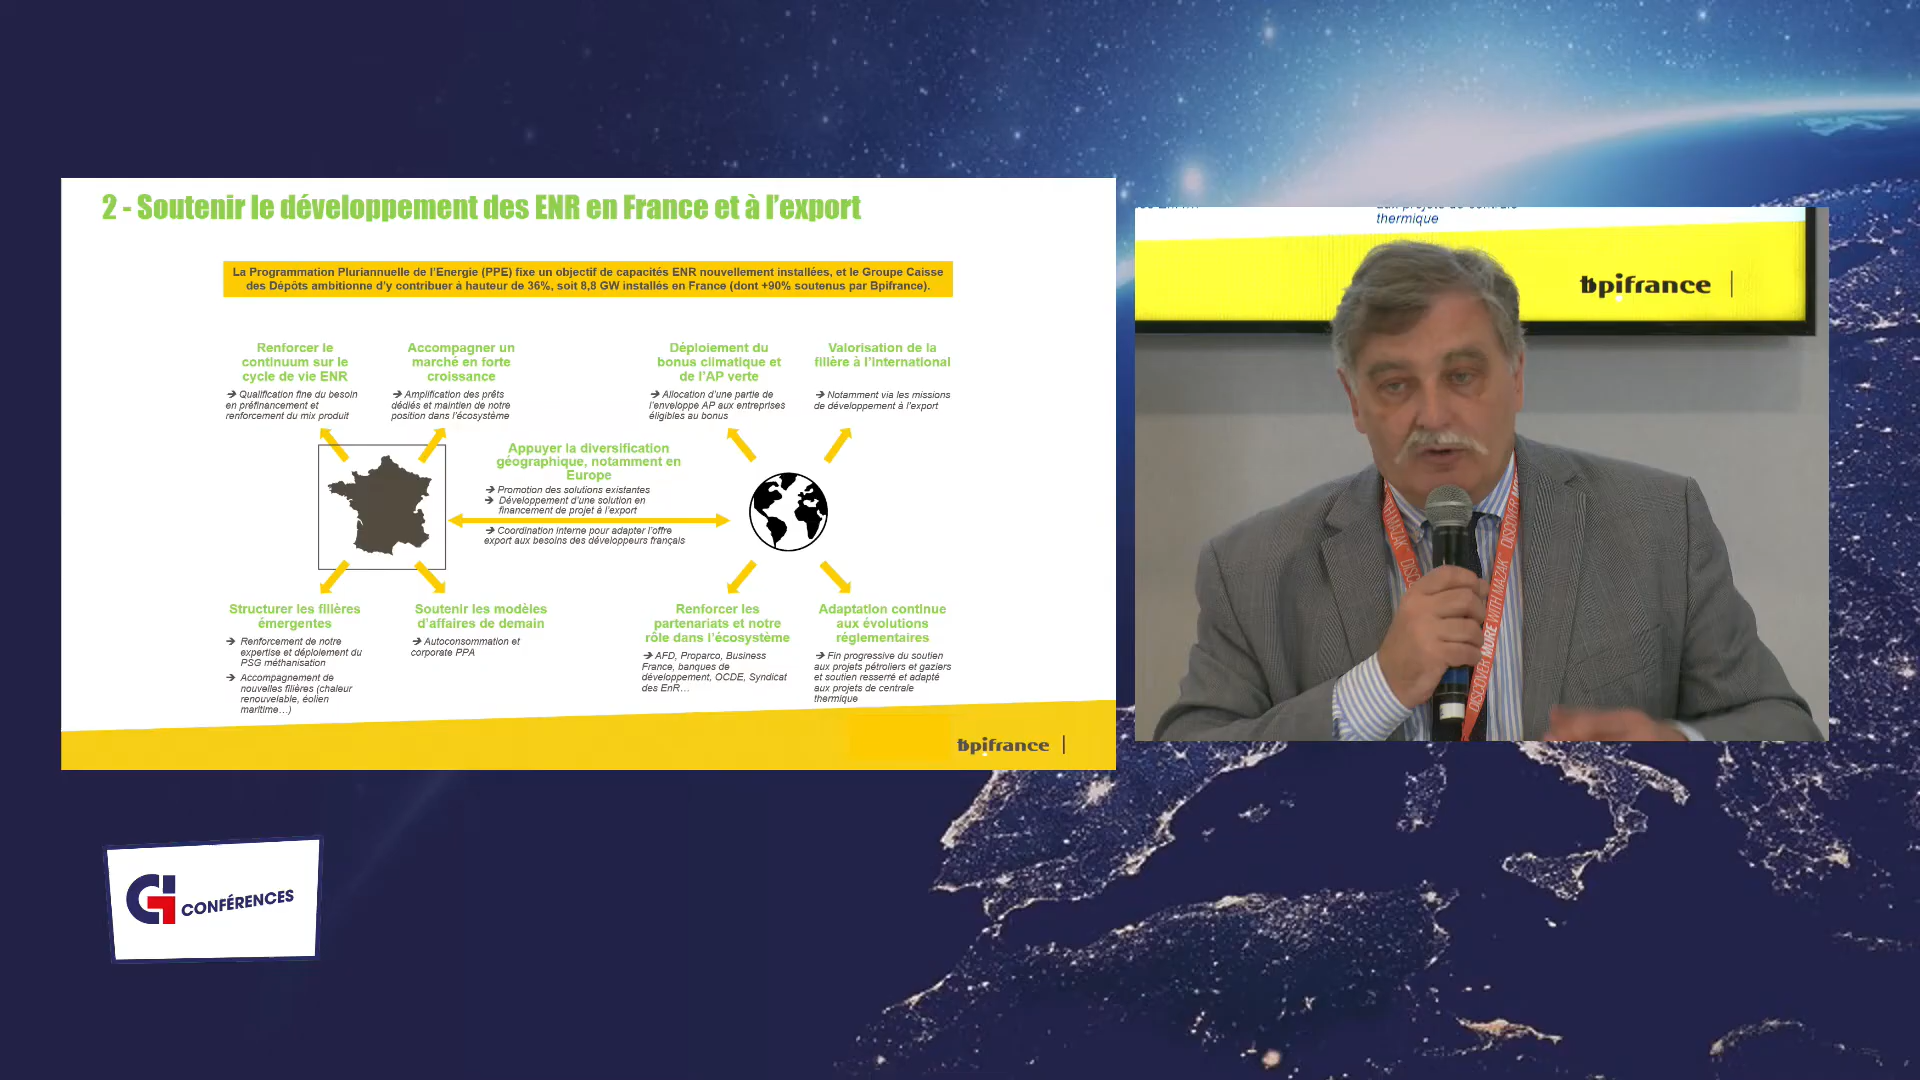 2 - Soutenir le développement des ENR en France et à l'export
La Programmation Pluriannuelle de l'Energie (PPE) fixe un objectif de capacités ENR nouvellement installées, et le Groupe Caisse
des Dépôts ambitionne d'y contribuer à hauteur de 36%, soit 8,8 GW installés en France (dont +90% soutenus par Bpifrance).
Renforcer le
continuum sur le
cycle de vie ENR
➔ Qualification fine du besoin
en préfinancement et
renforcement du mix produit
Accompagner un
marché en forte
croissance
➔ Amplification des prêts
dédiés et maintien de notre
position dans l'écosystème
Déploiement du
bonus climatique et
de l'AP verte
➔ Allocation d'une partie de
l'enveloppe AP aux entreprises
éligibles au bonus
Valorisation de la
filière à l'international
➔ Notamment via les missions
de développement à l'export
Appuyer la diversification
géographique, notamment en
Europe
➔ Promotion des solutions existantes
➔ Développement d'une solution en
financement de projet à l'export
➔ Coordination interne pour adapter l'offre
export aux besoins des développeurs français
Structurer les filières
émergentes
➔ Renforcement de notre
expertise et déploiement du
PSG méthanisation
➔ Accompagnement de
nouvelles filières (chaleur
renouvelable, éolien
maritime…)
Soutenir les modèles
d'affaires de demain
➔ Autoconsommation et
corporate PPA
Renforcer les
partenariats et notre
rôle dans l'écosystème
➔ AFD, Proparco, Business
France, banques de
développement, OCDE, Syndicat
des EnR…
Adaptation continue
aux évolutions
réglementaires
➔ Fin progressive du soutien
aux projets pétroliers et gaziers
et soutien resserré et adapté
aux projets de centrale
thermique
bpifrance
aux projets de centrale
thermique
bpifrance
DISCOVER MORE WITH MAZAK
WITH MAZAK
GI CONFÉRENCES